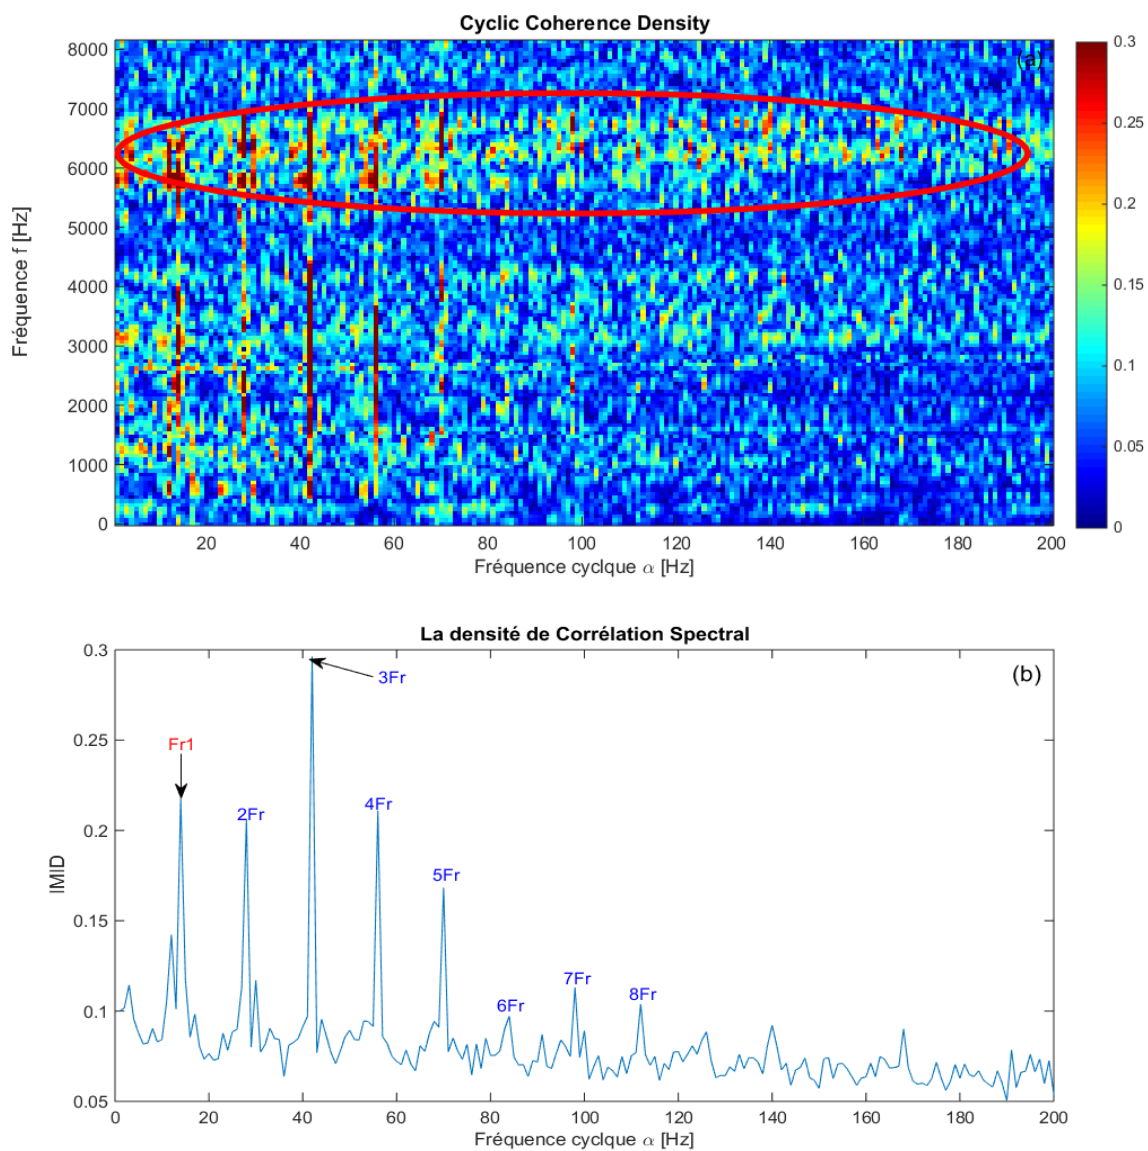 Cyclic Coherence Density
(a)
8000
7000
6000
5000
4000
3000
2000
1000
0
Fréquence f [Hz]
20 40 60 80 100 120 140 160 180 200
Fréquence cyclque α [Hz]
0.3
0.25
0.2
0.15
0.1
0.05
0
La densité de Corrélation Spectral
(b)
0.3
0.25
0.2
0.15
0.1
0.05
IMID
Fr1
2Fr
3Fr
4Fr
5Fr
6Fr
7Fr
8Fr
0 20 40 60 80 100 120 140 160 180 200
Fréquence cyclque α [Hz]